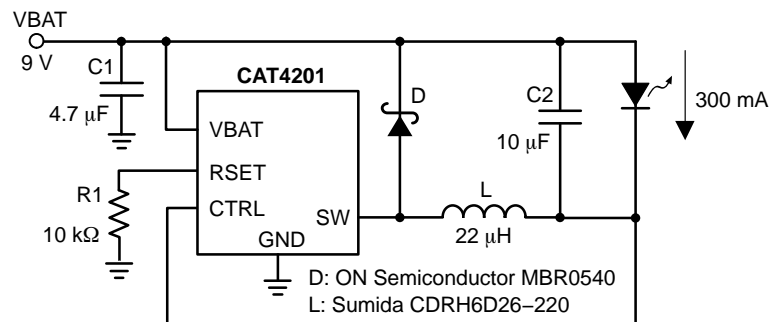 VBAT
9 V
C1
4.7 μF
CAT4201
D
C2
10 μF
300 mA
VBAT
RSET
CTRL
SW
GND
R1
10 kΩ
L
22 μH
D: ON Semiconductor MBR0540
L: Sumida CDRH6D26−220